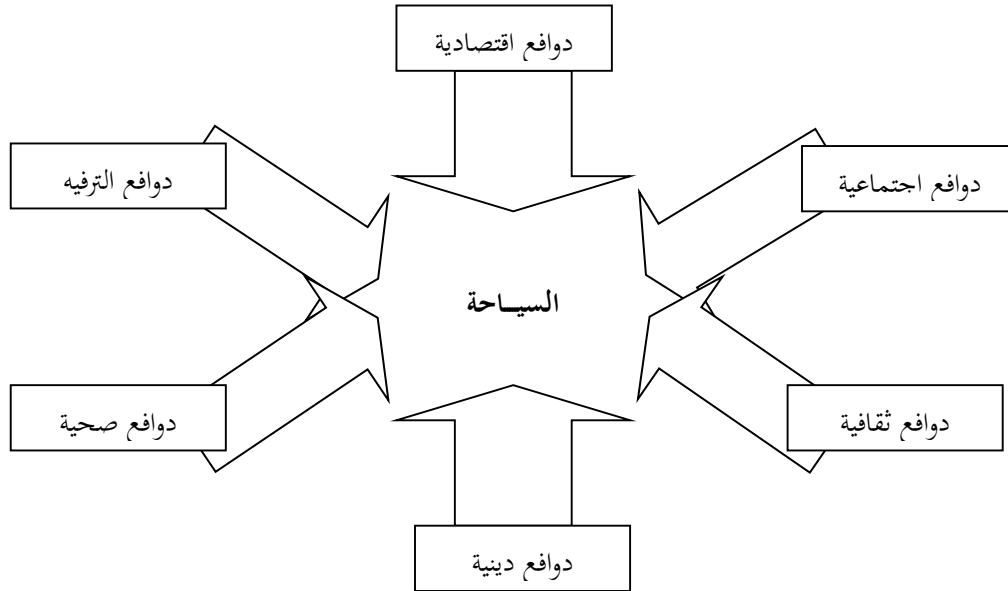 دوافع اقتصادية
دوافع اجتماعية
دوافع الترفيه
السيـاحة
دوافع ثقافية
دوافع صحية
دوافع دينية